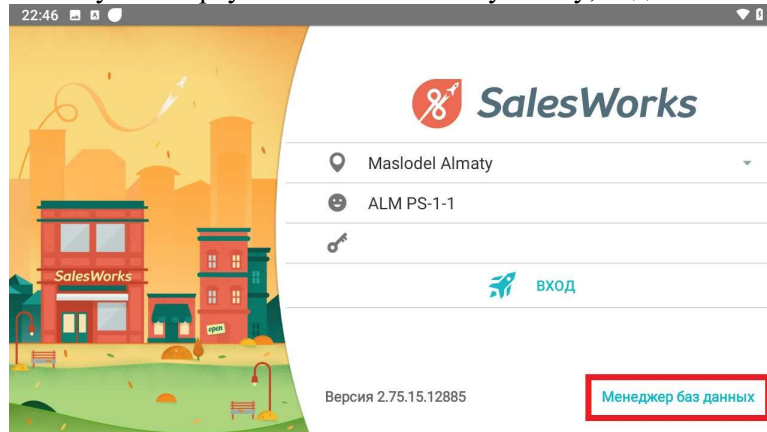 22:46
SalesWorks
Maslodel Almaty
ALM PS-1-1
ВХОД
SalesWorks
open
Версия 2.75.15.12885
Менеджер баз данных